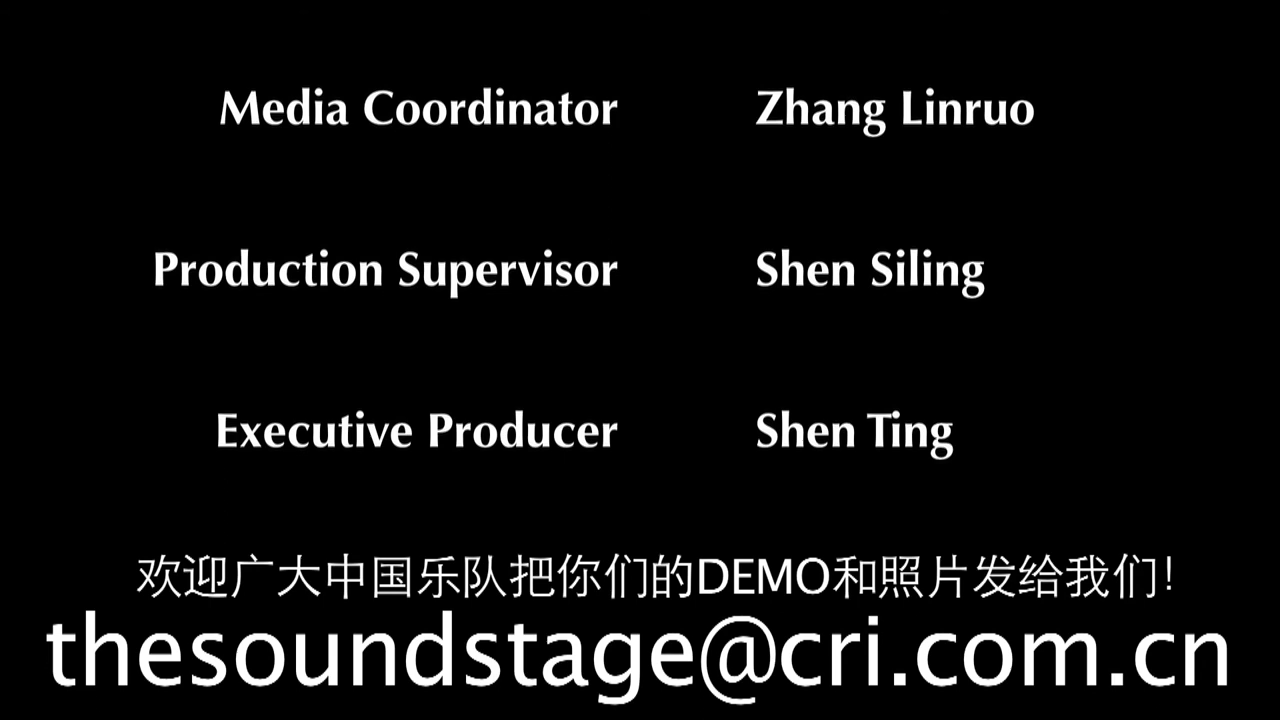 Media Coordinator Zhang Linruo
Production Supervisor Shen Siling
Executive Producer Shen Ting
欢迎广大中国乐队把你们的DEMO和照片发给我们!
thesoundstage@cri.com.cn